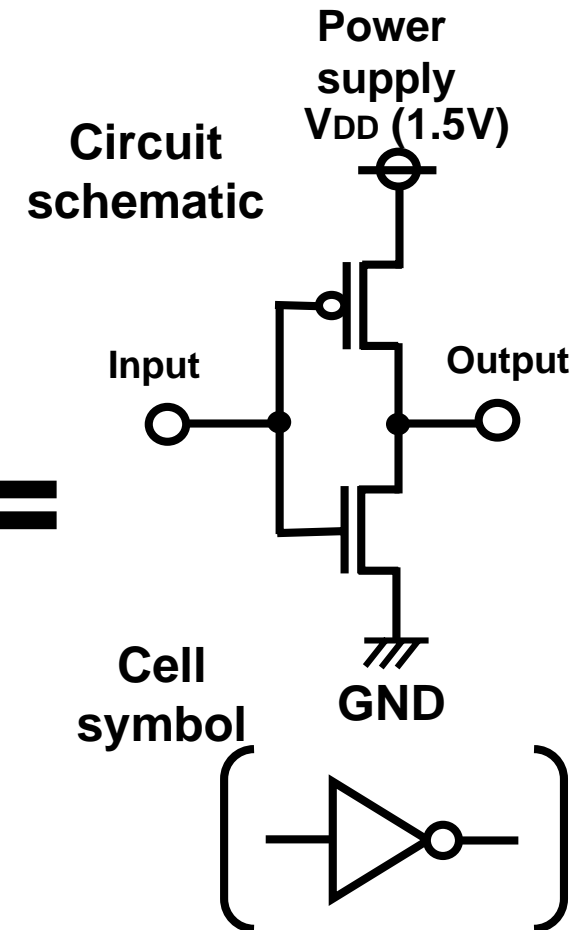 Power
supply
VDD (1.5V)
Circuit
schematic
Input
Output
Cell
symbol
GND